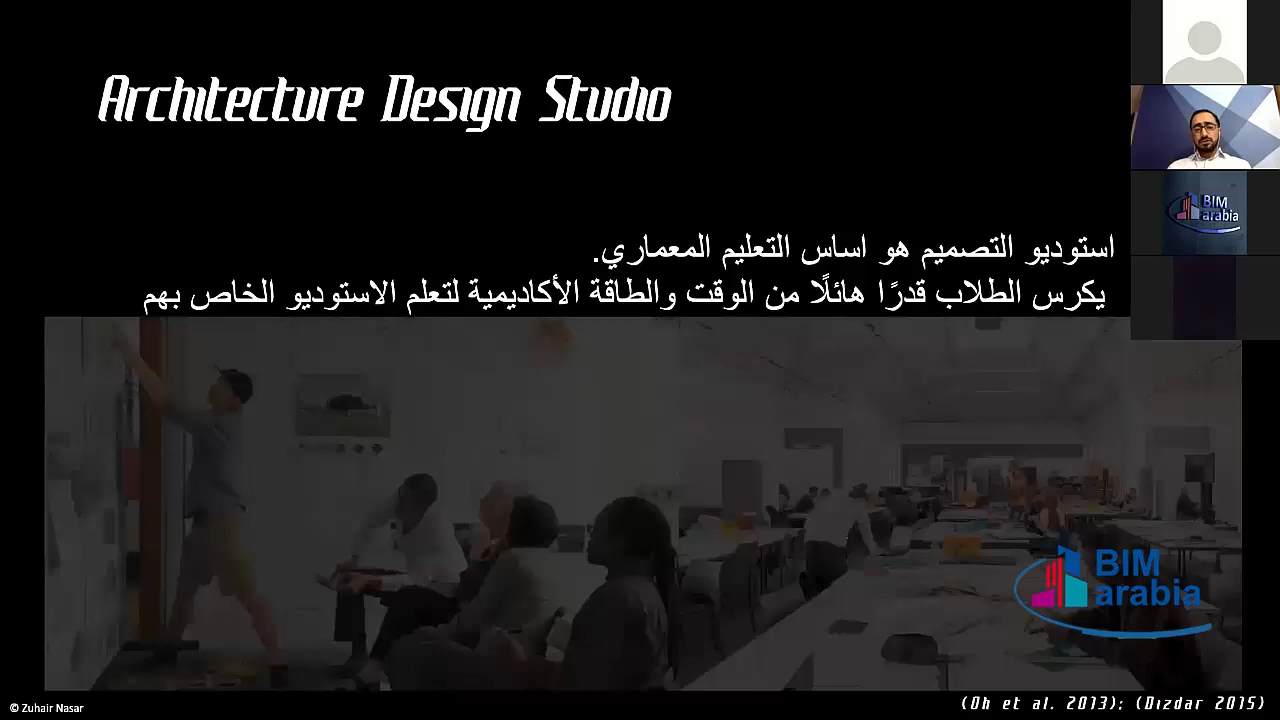 Architecture Design Studio
استوديو التصميم هو اساس التعليم المعماري.
يكرس الطلاب قدرًا هائلًا من الوقت والطاقة الأكاديمية لتعلم الاستوديو الخاص بهم
BIM
arabia
BIM
arabia
© Zuhair Nasar
(Oh et al. 2013); (Dizdar 2015)